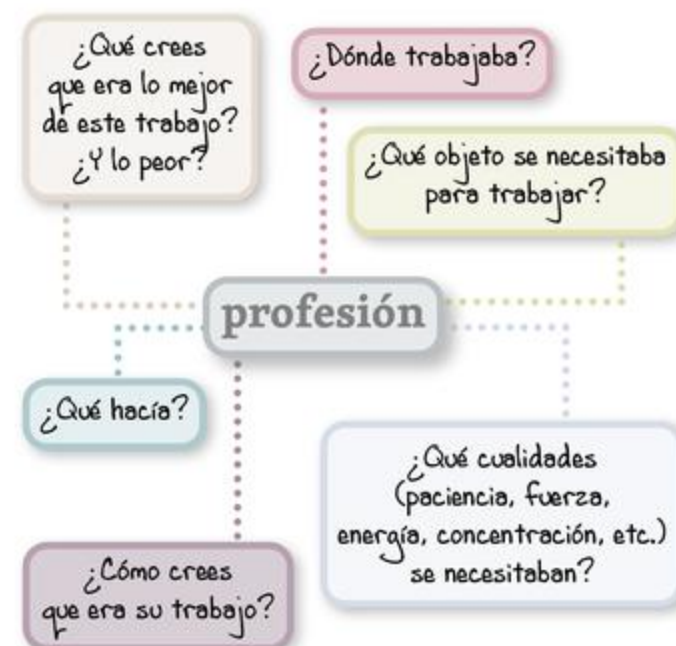 ¿Qué crees
que era lo mejor
de este trabajo?
¿Y lo peor?
¿Dónde trabajaba?
¿Qué objeto se necesitaba
para trabajar?
profesión
¿Qué hacía?
¿Qué cualidades
(paciencia, fuerza,
energía, concentración, etc.)
se necesitaban?
¿Cómo crees
que era su trabajo?